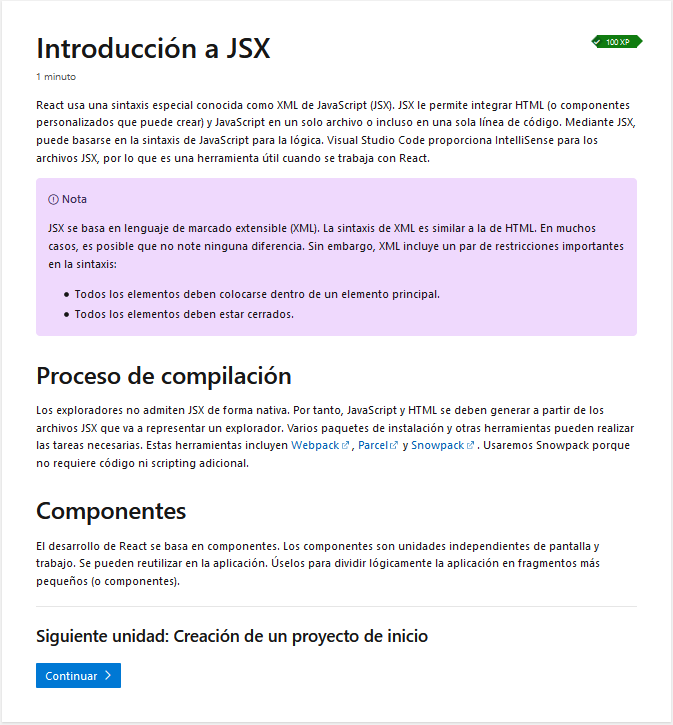 Introducción a JSX
100 XP
1 minuto
React usa una sintaxis especial conocida como XML de JavaScript (JSX). JSX le permite integrar HTML (o componentes
personalizados que puede crear) y JavaScript en un solo archivo o incluso en una sola línea de código. Mediante JSX,
puede basarse en la sintaxis de JavaScript para la lógica. Visual Studio Code proporciona IntelliSense para los
archivos JSX, por lo que es una herramienta útil cuando se trabaja con React.
Nota
JSX se basa en lenguaje de marcado extensible (XML). La sintaxis de XML es similar a la de HTML. En muchos
casos, es posible que no note ninguna diferencia. Sin embargo, XML incluye un par de restricciones importantes
en la sintaxis:
• Todos los elementos deben colocarse dentro de un elemento principal.
• Todos los elementos deben estar cerrados.
Proceso de compilación
Los exploradores no admiten JSX de forma nativa. Por tanto, JavaScript y HTML se deben generar a partir de los
archivos JSX que va a representar un explorador. Varios paquetes de instalación y otras herramientas pueden realizar
las tareas necesarias. Estas herramientas incluyen Webpack , Parcel y Snowpack . Usaremos Snowpack porque
no requiere código ni scripting adicional.
Componentes
El desarrollo de React se basa en componentes. Los componentes son unidades independientes de pantalla y
trabajo. Se pueden reutilizar en la aplicación. Úselos para dividir lógicamente la aplicación en fragmentos más
pequeños (o componentes).
Siguiente unidad: Creación de un proyecto de inicio
Continuar